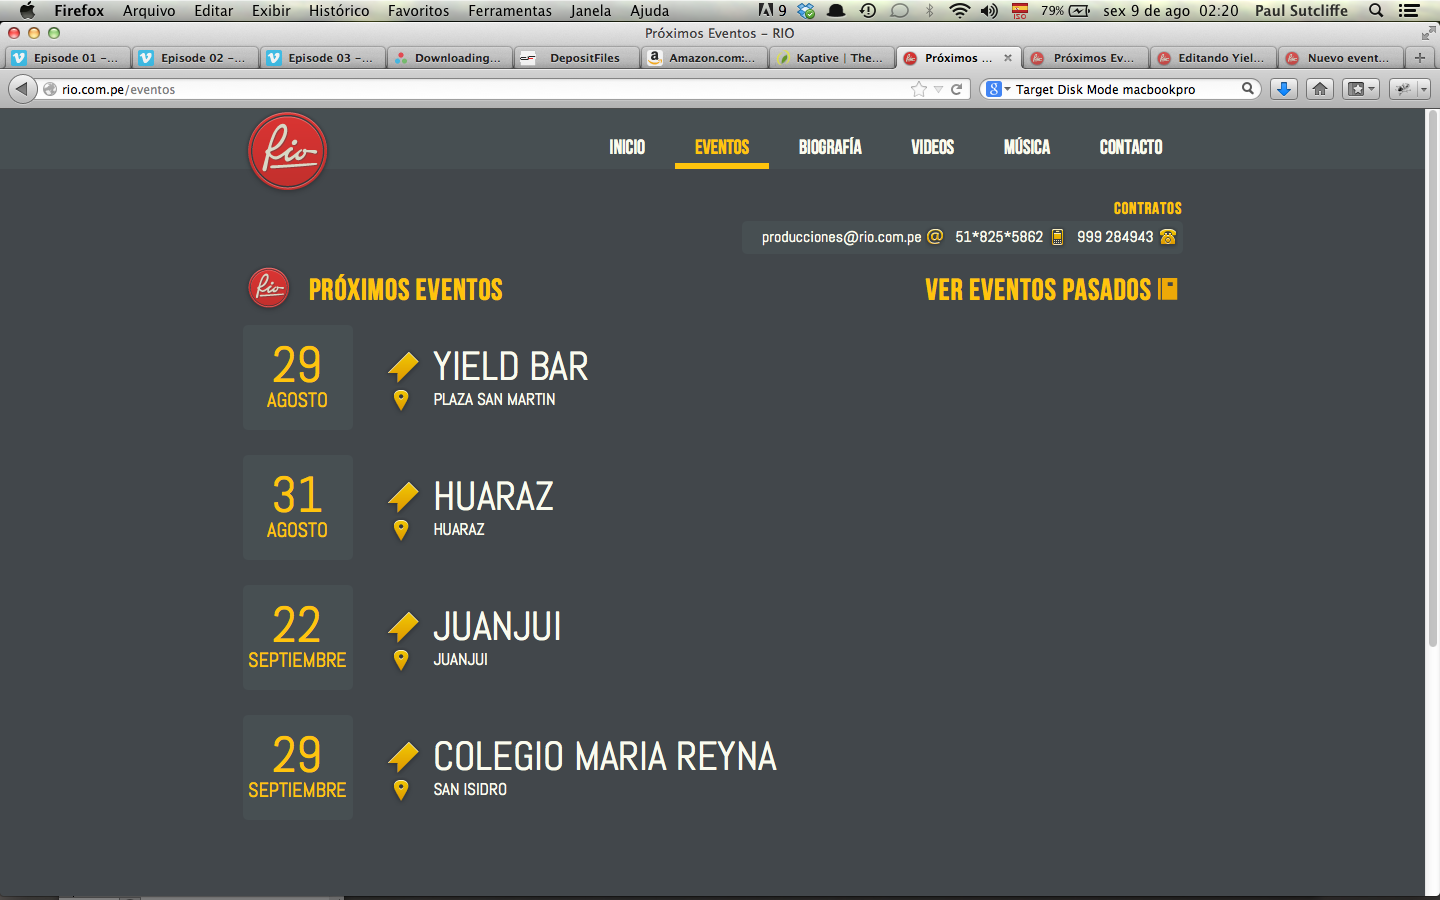 Firefox Arquivo Editar Exibir Histórico Favoritos Ferramentas Janela Ajuda 9 ISO 79% sex 9 de ago 02:20 Paul Sutcliffe
Próximos Eventos – RIO
Episode 01 –... Episode 02 –... Episode 03 –... Downloading... DepositFiles Amazon.com:... Kaptive | The... Próximos ... Próximos Ev... Editando Yiel... Nuevo event...
rio.com.pe/eventos Target Disk Mode macbookpro
Rio INICIO EVENTOS BIOGRAFÍA VIDEOS MÚSICA CONTACTO
CONTRATOS
producciones@rio.com.pe 51*825*5862 999 284943
Rio PRÓXIMOS EVENTOS VER EVENTOS PASADOS
29 YIELD BAR
AGOSTO PLAZA SAN MARTIN
31 HUARAZ
AGOSTO HUARAZ
22 JUANJUI
SEPTIEMBRE JUANJUI
29 COLEGIO MARIA REYNA
SEPTIEMBRE SAN ISIDRO